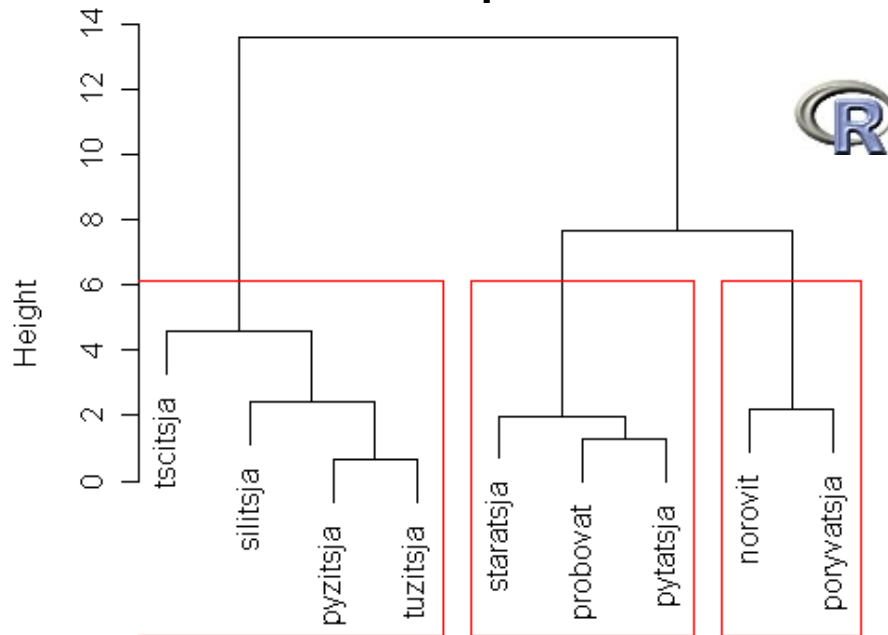 14
12
10
8
6
4
2
0
Height
tscitsja
silitsja
pyzitsja
tuzitsja
staratsja
probovat
pytatsja
norovit
poryvatsja
R